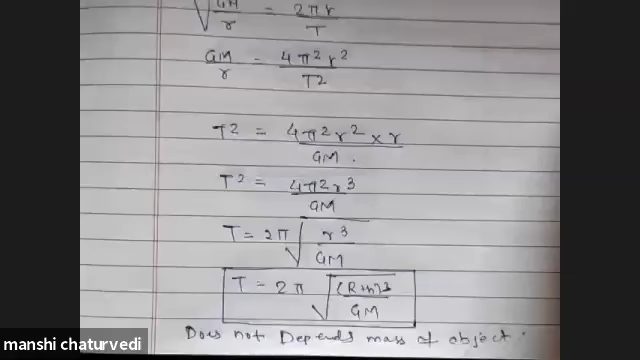 √GM/r = 2πr/T
GM/r = 4π²r²/T²
T² = 4π²r² × r/GM.
T² = 4π²r³/GM
T = 2π √r³/GM
T = 2π √(R+h)³/GM
Does not Depends mass of object.
manshi chaturvedi